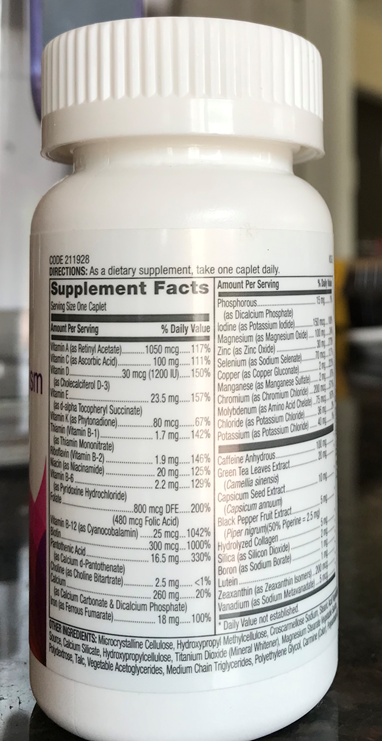 CODE 211928
DIRECTIONS: As a dietary supplement, take one caplet daily.
Supplement Facts
Serving Size One Caplet
Amount Per Serving % Daily Value
Vitamin A (as Retinyl Acetate) 1050 mcg 117%
Vitamin C (as Ascorbic Acid) 100 mg 111%
Vitamin D 30 mcg (1200 IU) 150%
(as Cholecalciferol D-3)
Vitamin E 23.5 mg 157%
as d-alpha Tocopheryl Succinate)
Vitamin K (as Phytonadione) 80 mcg 67%
Thiamin (Vitamin B-1) 1.7 mg 142%
as Thiamin Mononitrate)
Riboflavin (Vitamin B-2) 1.9 mg 146%
Niacin (as Niacinamide) 20 mg 125%
Vitamin B-6 2.2 mg 129%
as Pyridoxine Hydrochloride)
Folate 800 mcg DFE 200%
(480 mcg Folic Acid)
Vitamin B-12 (as Cyanocobalamin) 25 mcg 1042%
Biotin 300 mcg 1000%
Pantothenic Acid 16.5 mg 330%
(as Calcium d-Pantothenate)
Choline (as Choline Bitartrate) 2.5 mg <1%
Calcium 260 mg 20%
(as Calcium Carbonate & Dicalcium Phosphate)
Iron (as Ferrous Fumarate) 18 mg 100%
Amount Per Serving % Daily
Phosphorous 15 mg
(as Dicalcium Phosphate)
Iodine (as Potassium Iodide) 150 mcg
Magnesium (as Magnesium Oxide) 100 mg
Zinc (as Zinc Oxide)
Selenium (as Sodium Selenate)
Copper (as Copper Gluconate)
Manganese (as Manganese Sulfate)
Chromium (as Chromium Chloride)
Molybdenum (as Amino Acid Chelate)
Chloride (as Potassium Chloride)
Potassium (as Potassium Chloride)
Caffeine Anhydrous
Green Tea Leaves Extract
(Camellia sinensis)
Capsicum Seed Extract
(Capsicum annuum)
Black Pepper Fruit Extract
(Piper nigrum)(50% Piperine = 2.5 mg)
Hydrolyzed Collagen
Silica (as Silicon Dioxide)
Boron (as Sodium Borate)
Lutein
Zeaxanthin (as Zeaxanthin Isomers)
Vanadium (as Sodium Metavanadate)
* Daily Value not established.
OTHER INGREDIENTS: Microcrystalline Cellulose, Hydroxypropyl Methylcellulose, Croscarmellose Sodium,
Source, Calcium Silicate, Hydroxypropylcellulose, Titanium Dioxide (Mineral Whitener), Magnesium Stearate
Polydextrose, Talc, Vegetable Acetoglycerides, Medium Chain Triglycerides, Polyethylene Glycol, Carmine
sm